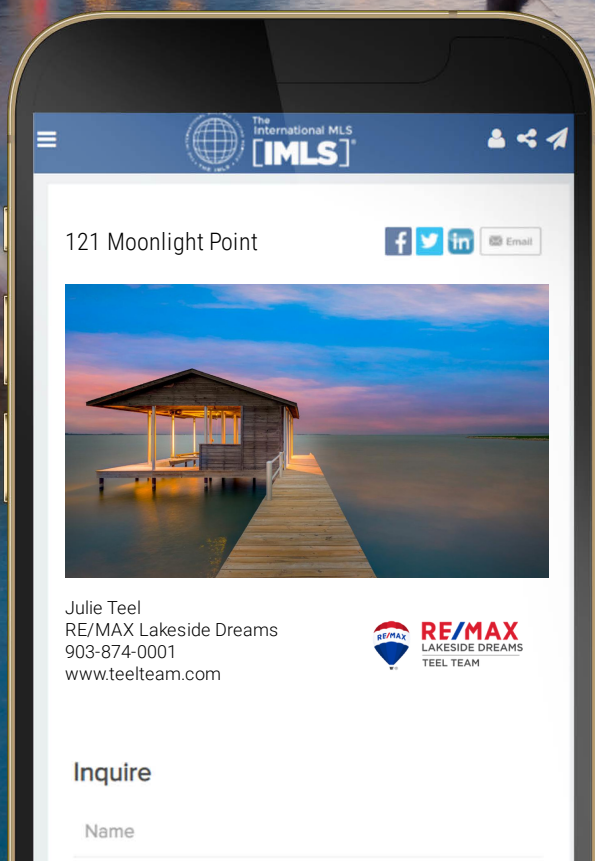 The
International MLS
[IMLS]®
121 Moonlight Point
f
in
Email
Julie Teel
RE/MAX Lakeside Dreams
903-874-0001
www.teelteam.com
RE/MAX
RE/MAX
LAKESIDE DREAMS
TEEL TEAM
Inquire
Name